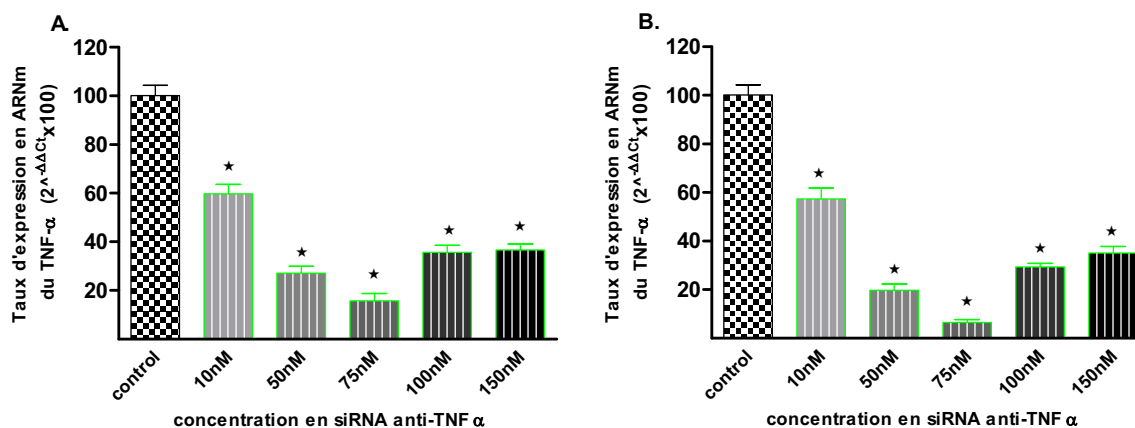 A.
Taux d'expression en ARNm
du TNF-α (2^-ΔΔCt x100)
120
100
80
60
40
20
★
★
★
★
★
control
10nM
50nM
75nM
100nM
150nM
concentration en siRNA anti-TNF α
B.
Taux d'expression en ARNm
du TNF-α (2^-ΔΔCt x100)
120
100
80
60
40
20
★
★
★
★
★
control
10nM
50nM
75nM
100nM
150nM
concentration en siRNA anti-TNF α